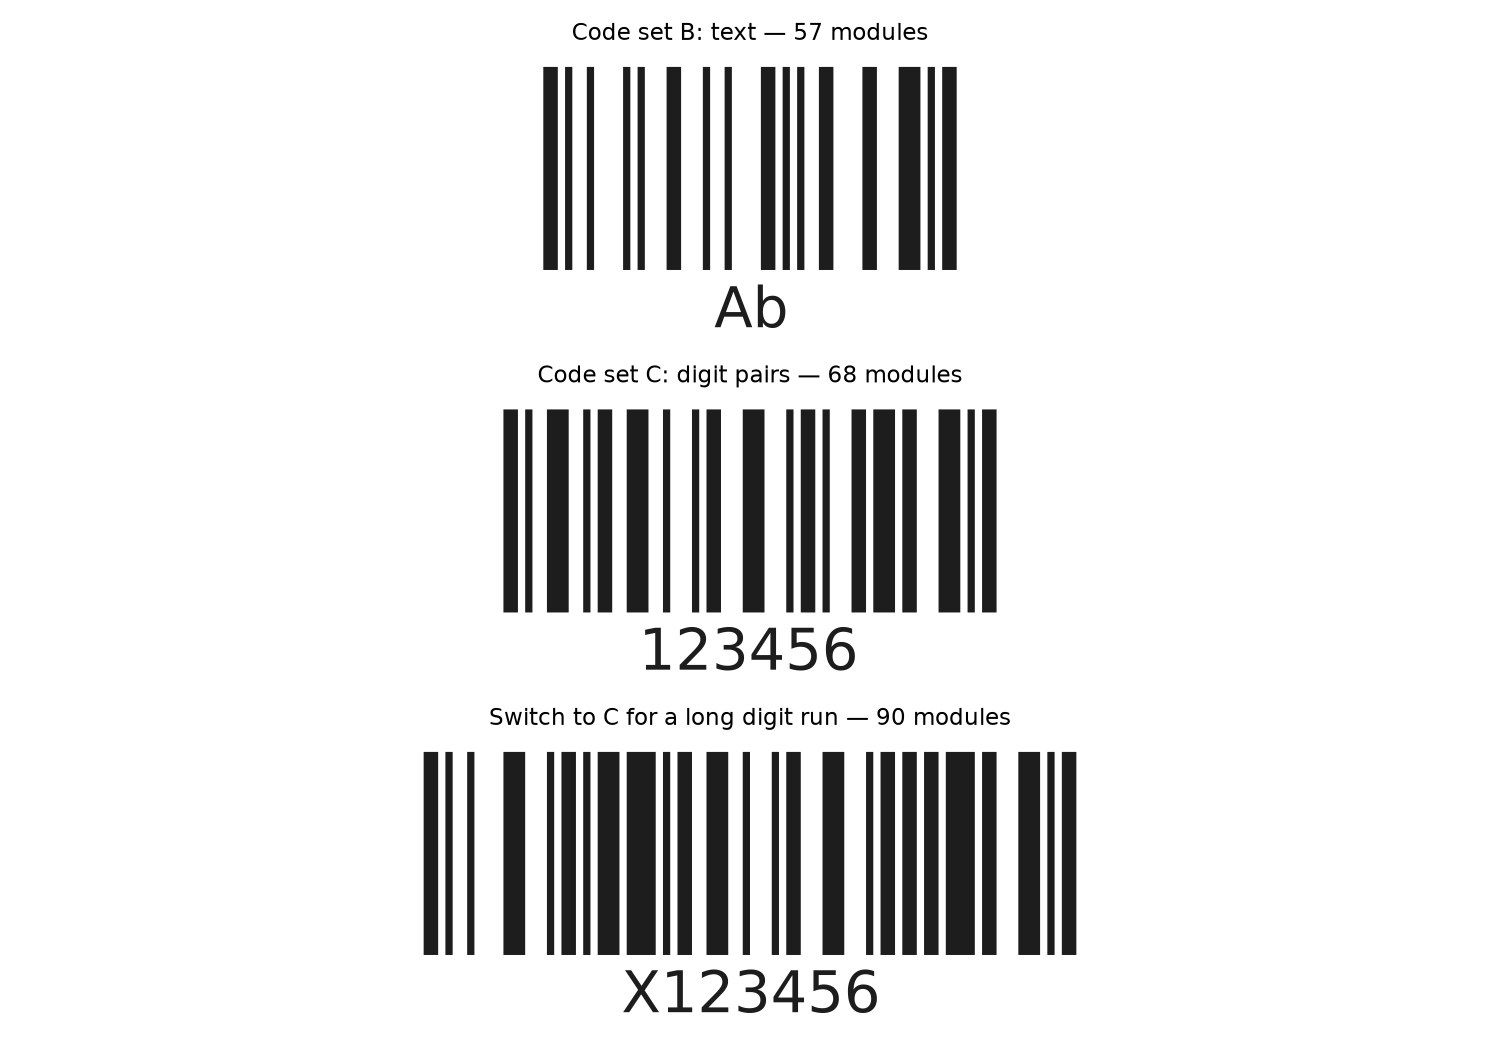 Code set B: text — 57 modules
Ab
Code set C: digit pairs — 68 modules
123456
Switch to C for a long digit run — 90 modules
X123456